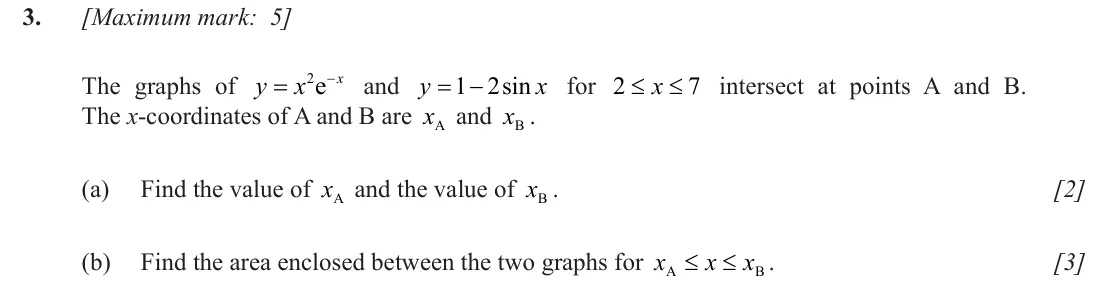 3. [Maximum mark: 5]
The graphs of y = x²e⁻ˣ and y = 1 − 2 sin x for 2 ≤ x ≤ 7 intersect at points A and B.
The x-coordinates of A and B are x_A and x_B .
(a) Find the value of x_A and the value of x_B . [2]
(b) Find the area enclosed between the two graphs for x_A ≤ x ≤ x_B . [3]